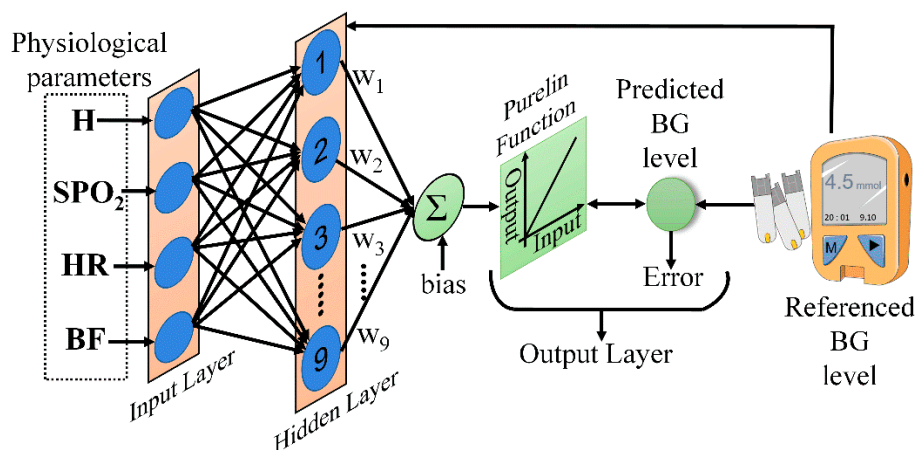 Physiological
parameters
H
SPO2
HR
BF
Input Layer
1
2
3
9
Hidden Layer
w1
w2
w3
w9
Σ
bias
Purelin
Function
Output
Input
Predicted
BG
level
Error
Output Layer
4.5 mmol
20 : 01 9.10
M
Referenced
BG
level